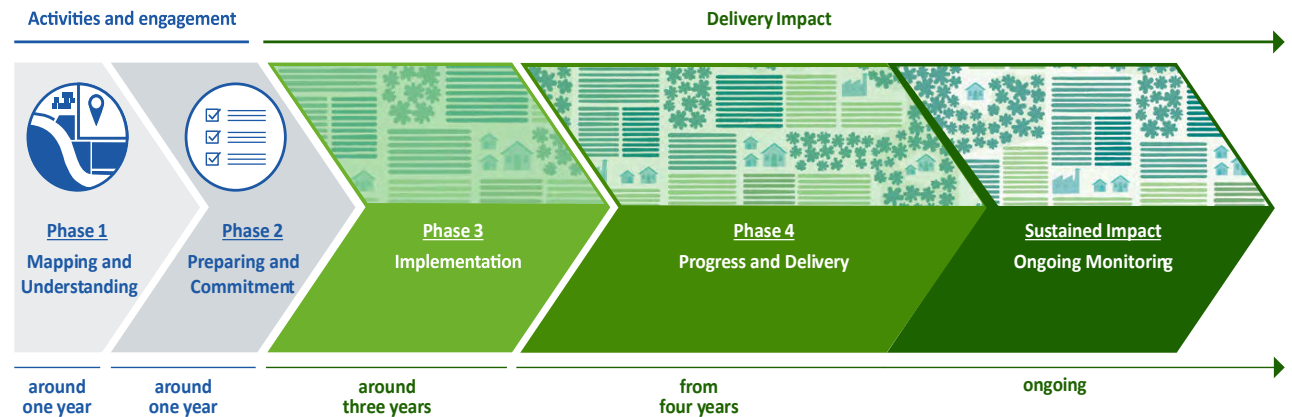 Activities and engagement
Delivery Impact
Phase 1
Mapping and
Understanding
Phase 2
Preparing and
Commitment
Phase 3
Implementation
Phase 4
Progress and Delivery
Sustained Impact
Ongoing Monitoring
around
one year
around
one year
around
three years
from
four years
ongoing